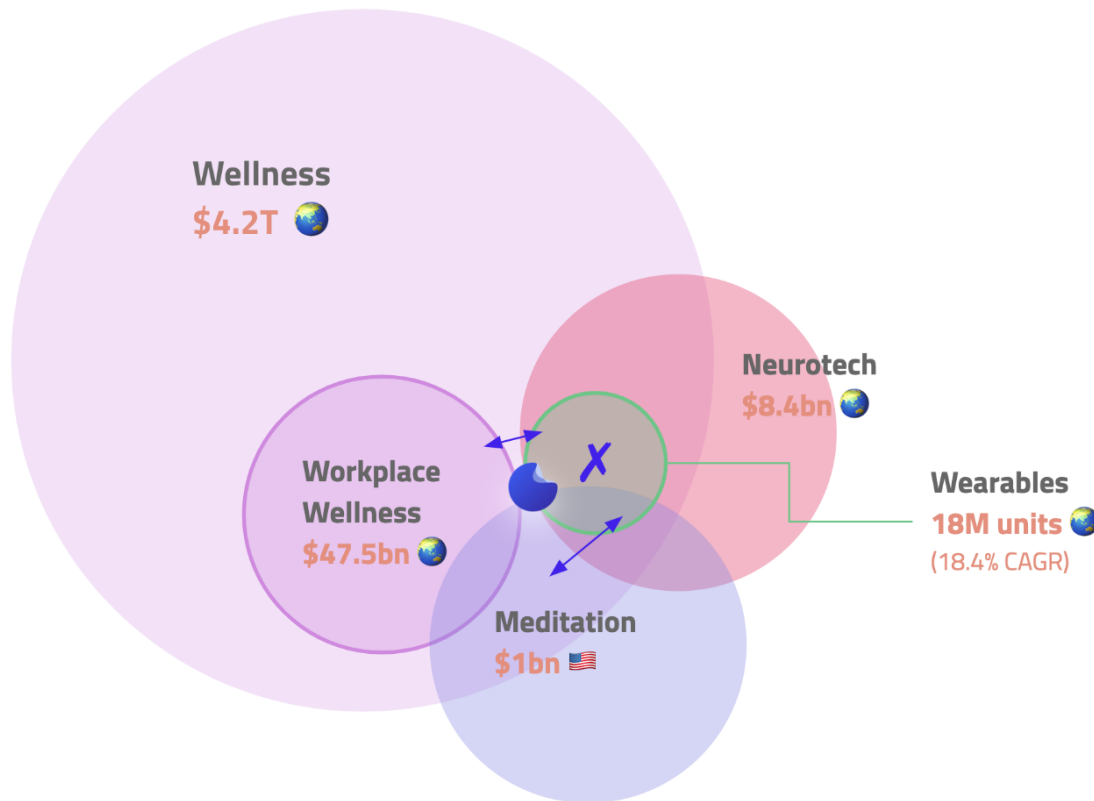 Wellness
$4.2T
Neurotech
$8.4bn
Workplace
Wellness
$47.5bn
Wearables
18M units
(18.4% CAGR)
Meditation
$1bn
✗